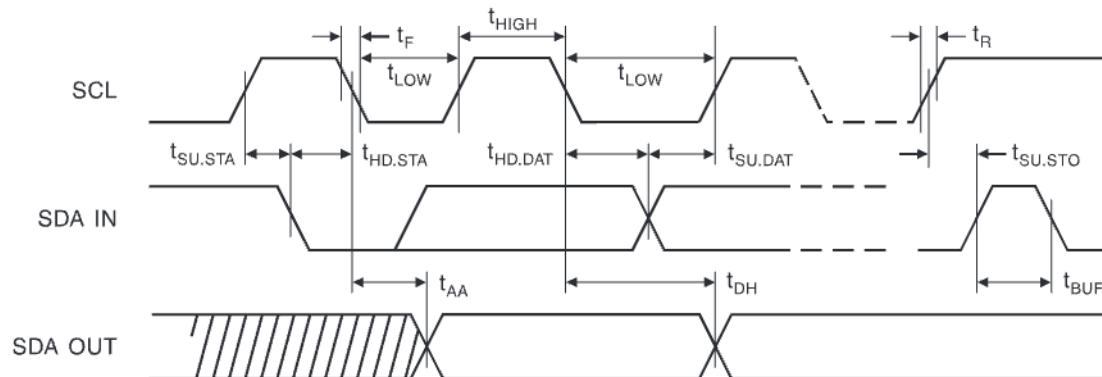 tHIGH
tF
tR
SCL
tLOW
tLOW
tSU.STA
tHD.STA
tHD.DAT
tSU.DAT
tSU.STO
SDA IN
tAA
tDH
tBUF
SDA OUT